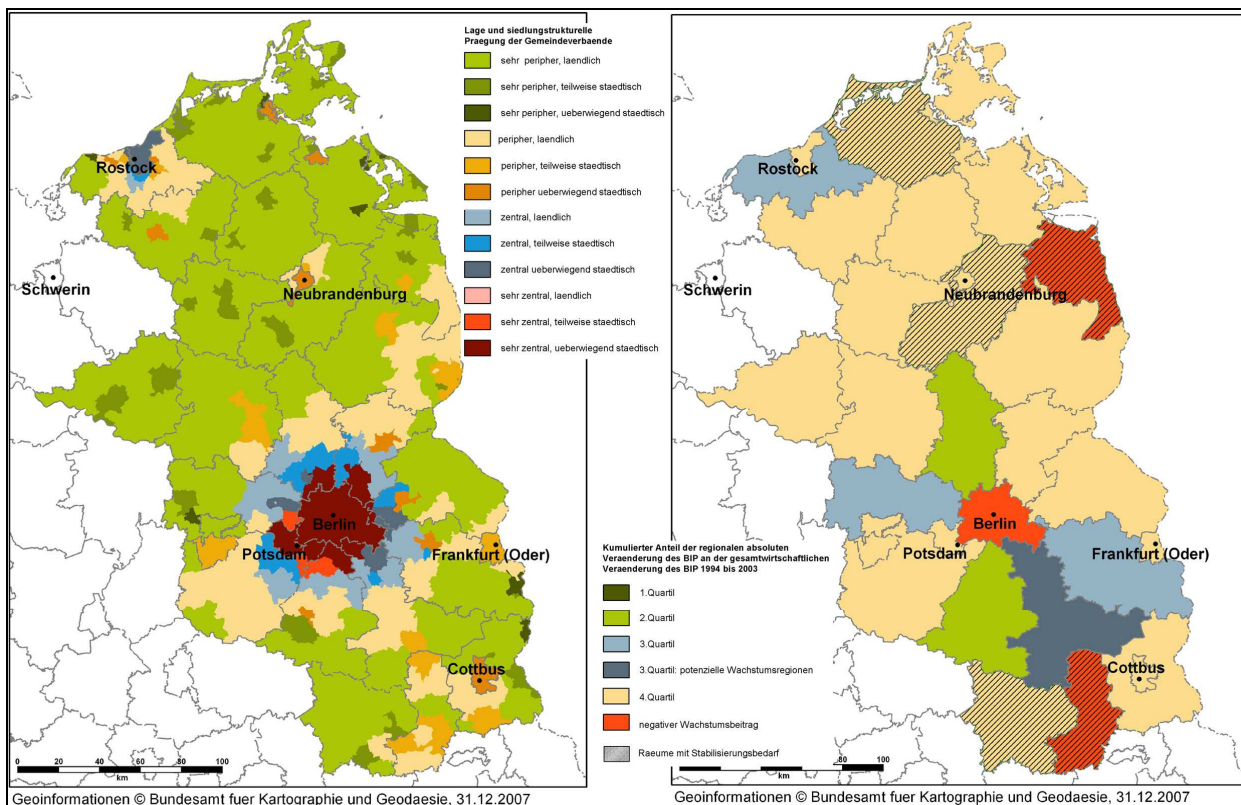 Lage und siedlungsstrukturelle
Praegung der Gemeindeverbaende
sehr peripher, laendlich
sehr peripher, teilweise staedtisch
sehr peripher, ueberwiegend staedtisch
peripher, laendlich
peripher, teilweise staedtisch
peripher ueberwiegend staedtisch
zentral, laendlich
zentral, teilweise staedtisch
zentral ueberwiegend staedtisch
sehr zentral, laendlich
sehr zentral, teilweise staedtisch
sehr zentral, ueberwiegend staedtisch
Rostock
Schwerin
Neubrandenburg
Berlin
Potsdam
Frankfurt (Oder)
Cottbus
0 20 40 60 80 100
km
Geoinformationen © Bundesamt fuer Kartographie und Geodaesie, 31.12.2007
Rostock
Schwerin
Neubrandenburg
Berlin
Potsdam
Frankfurt (Oder)
Cottbus
Kumulierter Anteil der regionalen absoluten
Veraenderung des BIP an der gesamtwirtschaftlichen
Veraenderung des BIP 1994 bis 2003
1.Quartil
2.Quartil
3.Quartil
3.Quartil: potenzielle Wachstumsregionen
4.Quartil
negativer Wachstumsbeitrag
Raeume mit Stabilisierungsbedarf
0 20 40 60 80 100
km
Geoinformationen © Bundesamt fuer Kartographie und Geodaesie, 31.12.2007